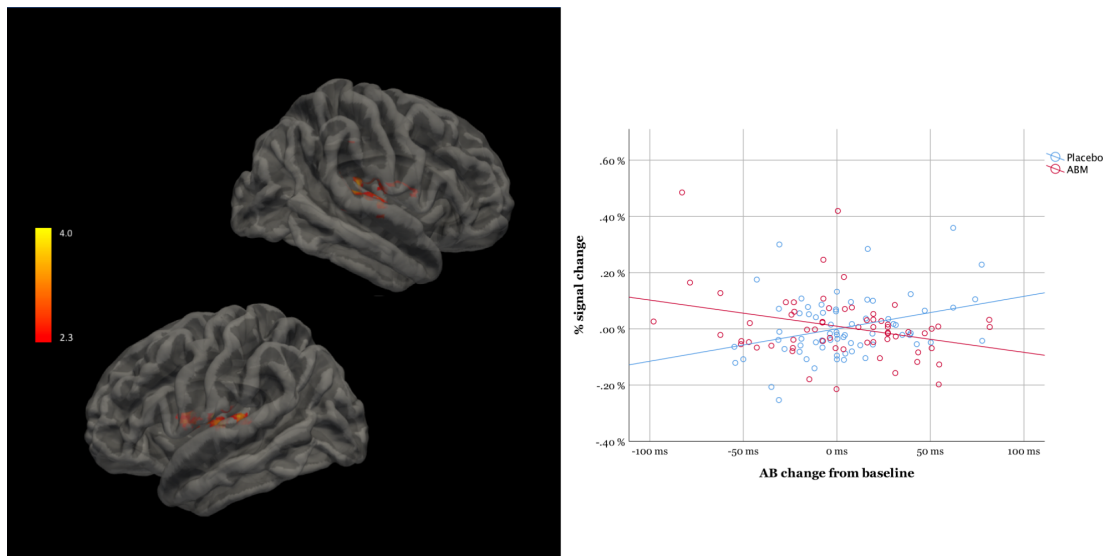 4.0
2.3
Placebo
ABM
.60 %
.40 %
.20 %
.00 %
-.20 %
-.40 %
% signal change
-100 ms
-50 ms
0 ms
50 ms
100 ms
AB change from baseline